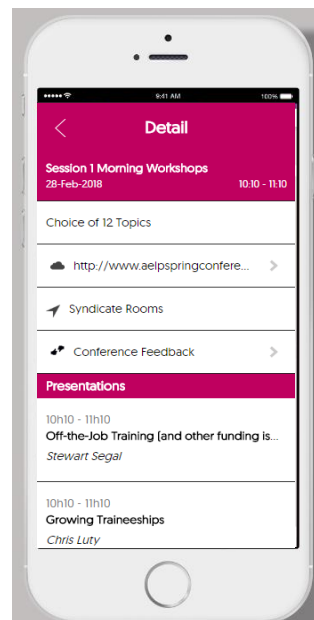 9:41 AM
100%
Detail
Session 1 Morning Workshops
28-Feb-2018
10:10 - 11:10
Choice of 12 Topics
http://www.aelpspringconfere...
Syndicate Rooms
Conference Feedback
Presentations
10h10 - 11h10
Off-the-Job Training (and other funding is...
Stewart Segal
10h10 - 11h10
Growing Traineeships
Chris Luty